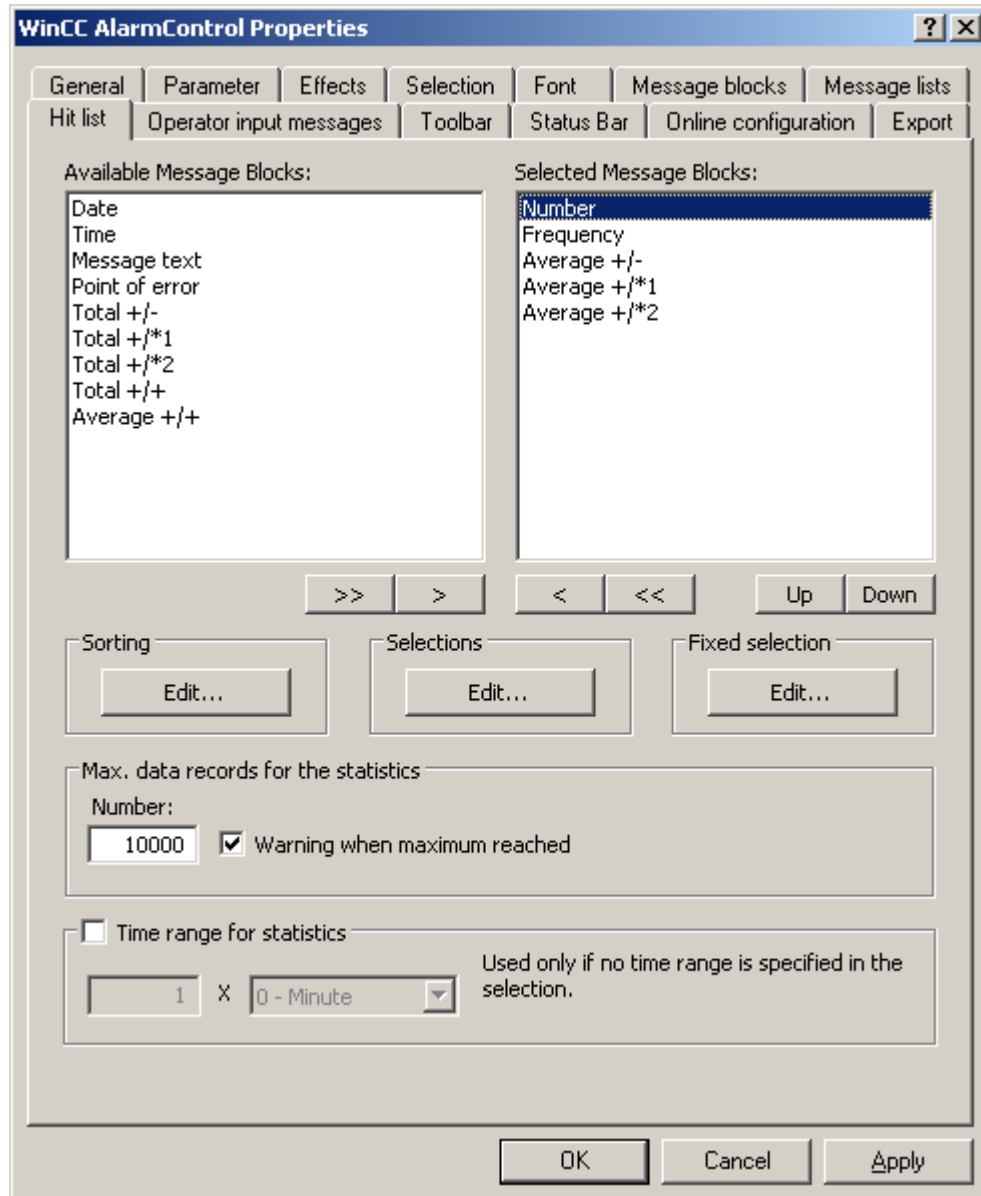 WinCC AlarmControl Properties
General Parameter Effects Selection Font Message blocks Message lists
Hit list Operator input messages Toolbar Status Bar Online configuration Export
Available Message Blocks: Selected Message Blocks:
Date
Time
Message text
Point of error
Total +/-
Total +/*1
Total +/*2
Total +/+
Average +/+
Number
Frequency
Average +/-
Average +/*1
Average +/*2
>> > < << Up Down
Sorting Selections Fixed selection
Edit... Edit... Edit...
Max. data records for the statistics
Number:
10000 Warning when maximum reached
Time range for statistics
1 X 0 - Minute
Used only if no time range is specified in the
selection.
OK Cancel Apply